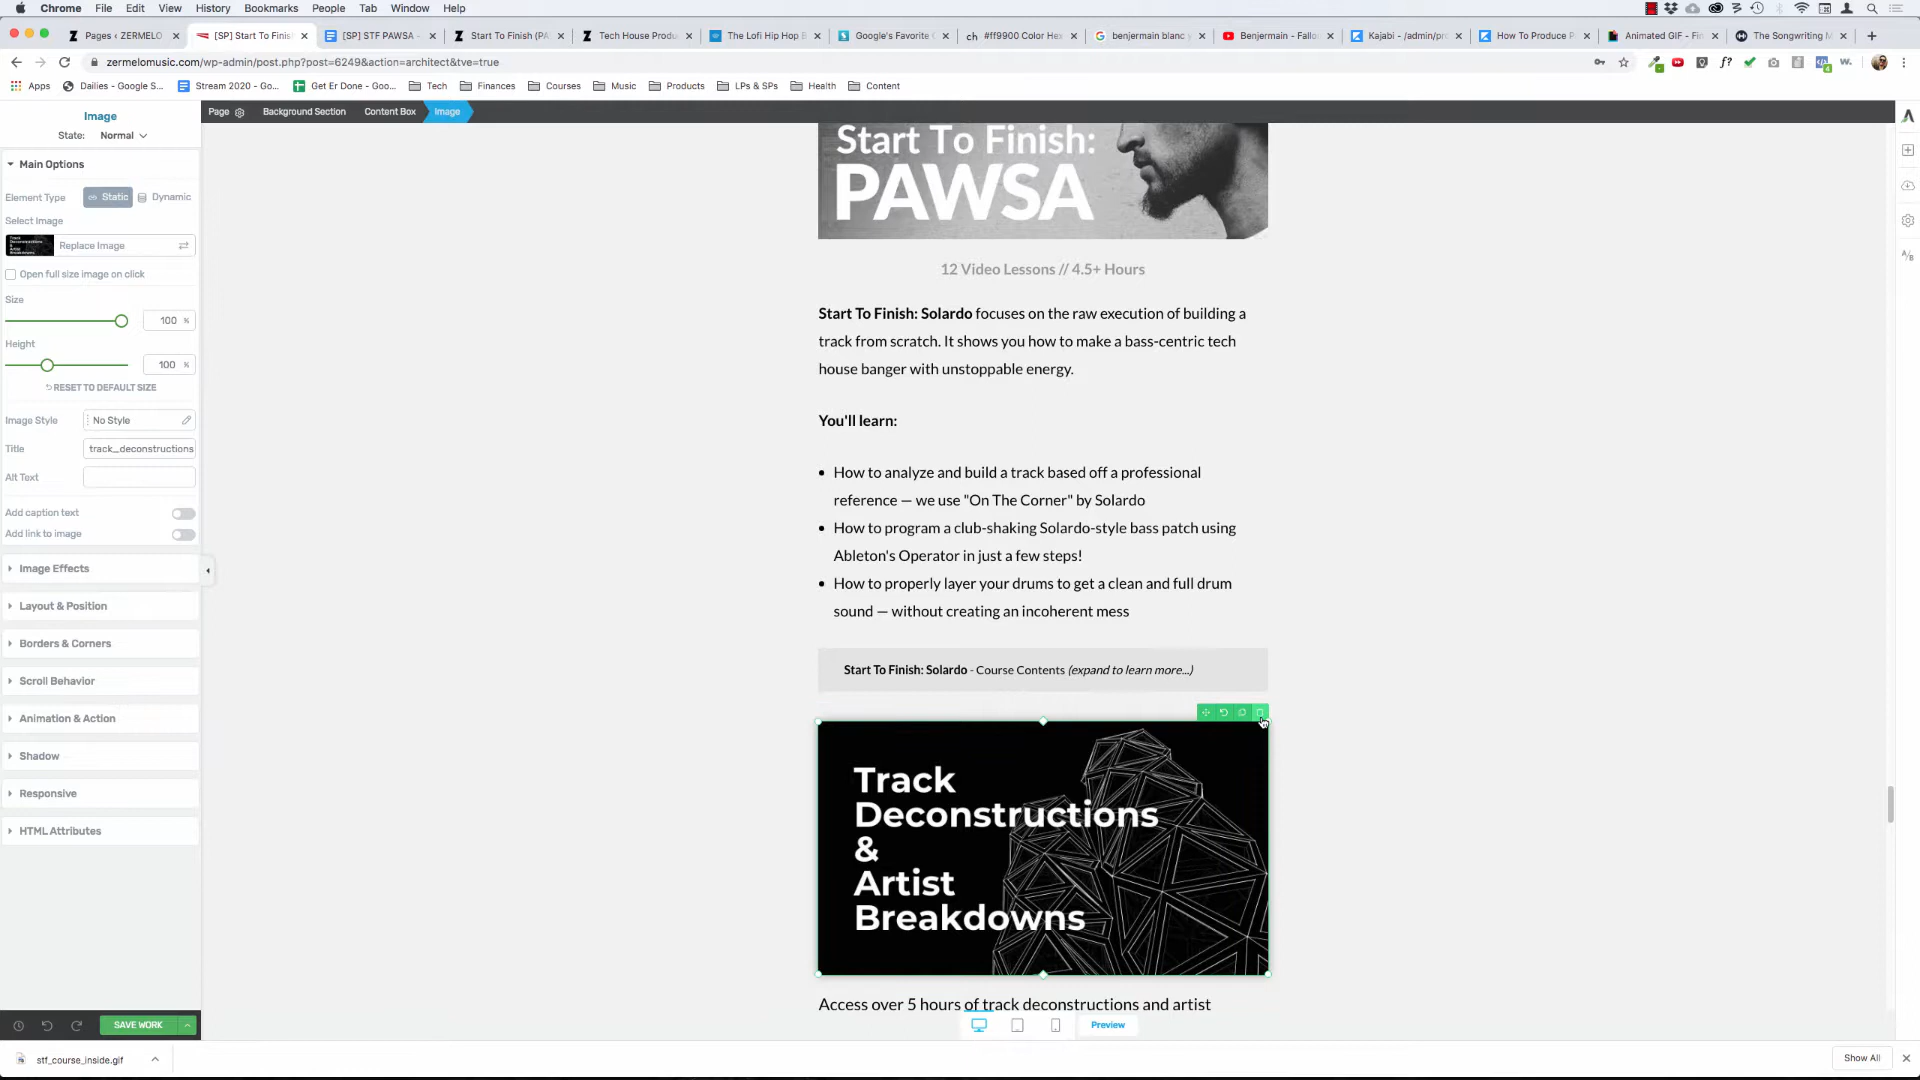 Chrome File Edit View History Bookmarks People Tab Window Help
Pages ‹ ZERMELO
[SP] Start To Finis
[SP] STF PAWSA -
Start To Finish (PA
Tech House Produ
The Lofi Hip Hop B
Google's Favorite C
#ff9900 Color Hex
benjermain blanc
Benjermain - Fallo
Kajabi - /admin/pro
How To Produce P
Animated GIF - Fin
The Songwriting M
zermelomusic.com/wp-admin/post.php?post=6249&action=architect&tve=true
Apps Dailies - Google S... Stream 2020 - Go... Get Er Done - Goo... Tech Finances Courses Music Products LPs & SPs Health Content
Page Background Section Content Box Image
Image
State: Normal
Main Options
Element Type Static Dynamic
Select Image
Replace Image
Open full size image on click
Size
100 %
Height
100 %
RESET TO DEFAULT SIZE
Image Style No Style
Title track_deconstructions
Alt Text
Add caption text
Add link to image
Image Effects
Layout & Position
Borders & Corners
Scroll Behavior
Animation & Action
Shadow
Responsive
HTML Attributes
SAVE WORK
Start To Finish:
PAWSA
12 Video Lessons // 4.5+ Hours
Start To Finish: Solardo focuses on the raw execution of building a
track from scratch. It shows you how to make a bass-centric tech
house banger with unstoppable energy.
You'll learn:
• How to analyze and build a track based off a professional
reference — we use "On The Corner" by Solardo
• How to program a club-shaking Solardo-style bass patch using
Ableton's Operator in just a few steps!
• How to properly layer your drums to get a clean and full drum
sound — without creating an incoherent mess
Start To Finish: Solardo - Course Contents (expand to learn more...)
Track
Deconstructions
&
Artist
Breakdowns
Access over 5 hours of track deconstructions and artist
Preview
stf_course_inside.gif
Show All